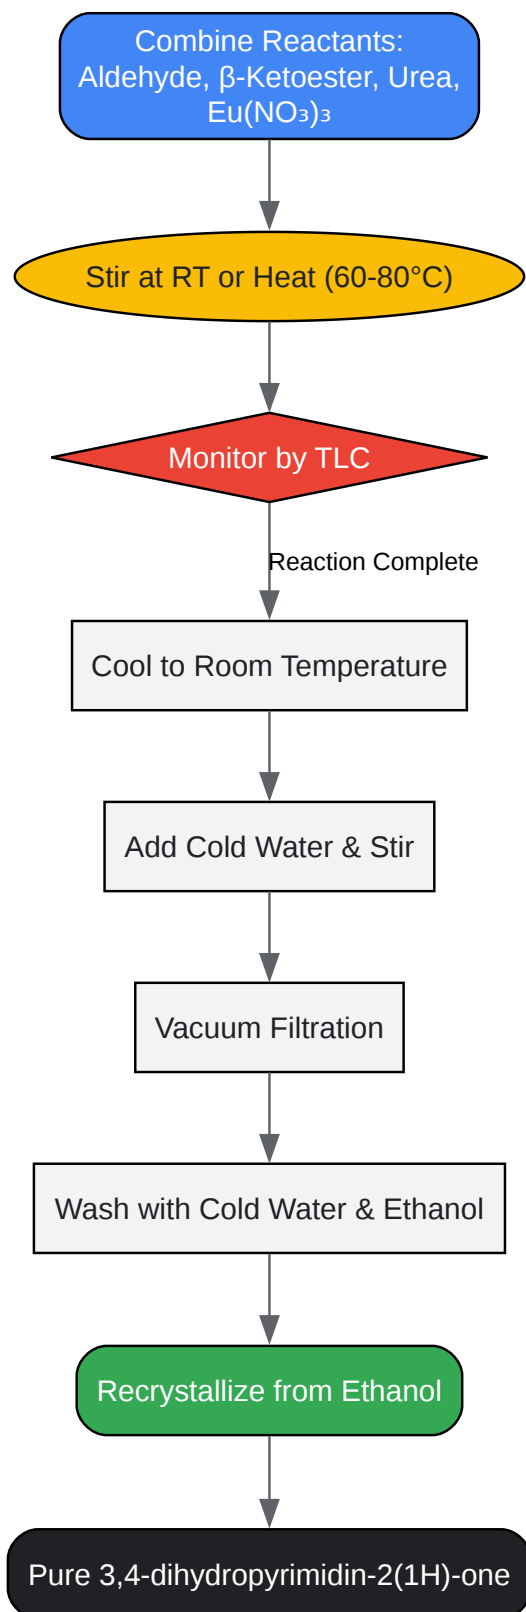 Combine Reactants:
Aldehyde, β-Ketoester, Urea,
Eu(NO₃)₃
Stir at RT or Heat (60-80°C)
Monitor by TLC
Reaction Complete
Cool to Room Temperature
Add Cold Water & Stir
Vacuum Filtration
Wash with Cold Water & Ethanol
Recrystallize from Ethanol
Pure 3,4-dihydropyrimidin-2(1H)-one